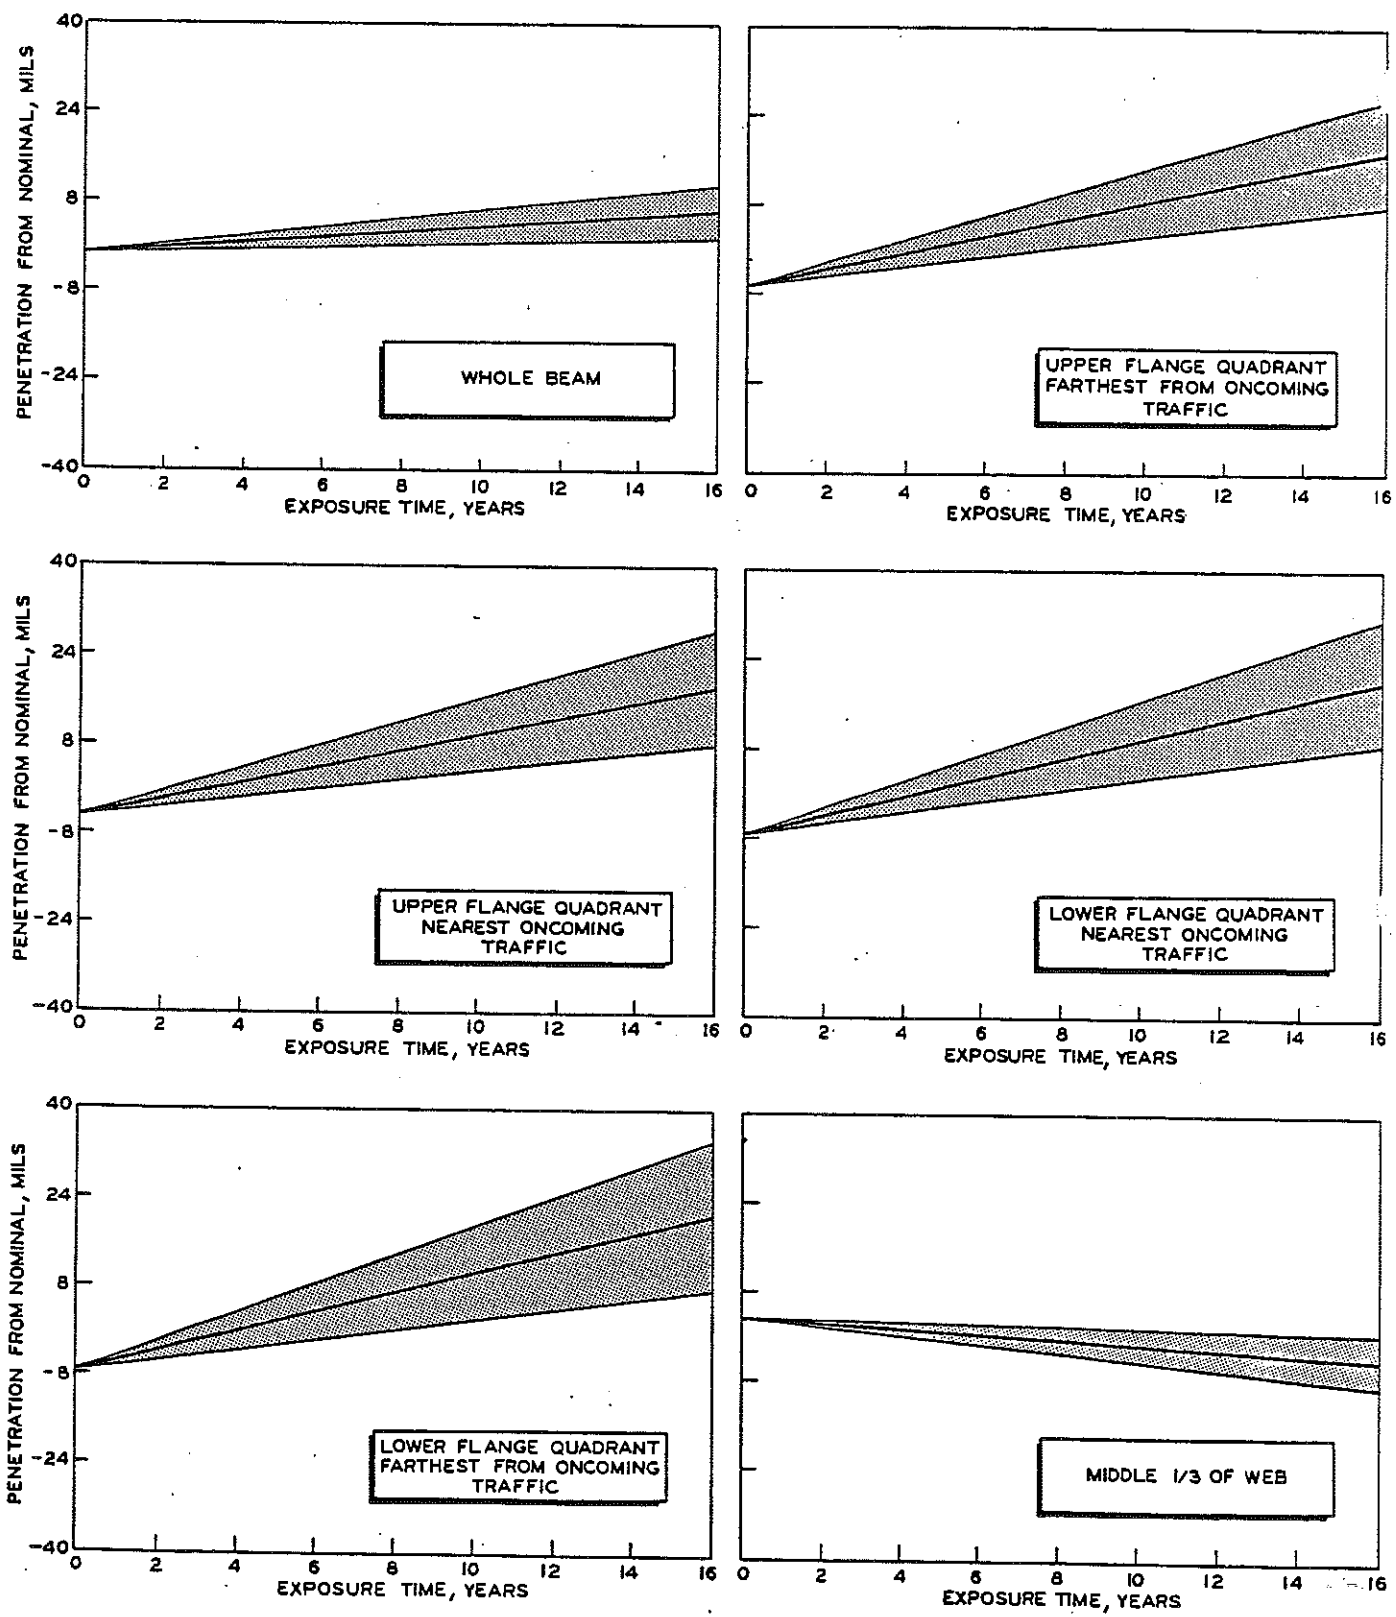 40
24
8
-8
-24
-40
PENETRATION FROM NOMINAL, MILS
WHOLE BEAM
0 2 4 6 8 10 12 14 16
EXPOSURE TIME, YEARS
UPPER FLANGE QUADRANT
FARTHEST FROM ONCOMING
TRAFFIC
0 2 4 6 8 10 12 14 16
EXPOSURE TIME, YEARS
40
24
8
-8
-24
-40
PENETRATION FROM NOMINAL, MILS
UPPER FLANGE QUADRANT
NEAREST ONCOMING
TRAFFIC
0 2 4 6 8 10 12 14 16
EXPOSURE TIME, YEARS
LOWER FLANGE QUADRANT
NEAREST ONCOMING
TRAFFIC
0 2 4 6 8 10 12 14 16
EXPOSURE TIME, YEARS
40
24
8
-8
-24
-40
PENETRATION FROM NOMINAL, MILS
LOWER FLANGE QUADRANT
FARTHEST FROM ONCOMING
TRAFFIC
0 2 4 6 8 10 12 14 16
EXPOSURE TIME, YEARS
MIDDLE 1/3 OF WEB
0 2 4 6 8 10 12 14 16
EXPOSURE TIME, YEARS